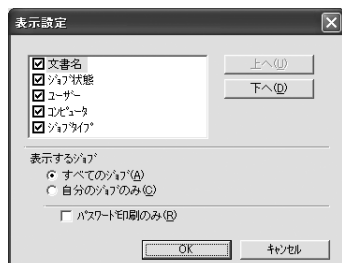 表示設定
文書名
ｼﾞｮﾌﾞ状態
ﾕｰｻﾞｰ
ｺﾝﾋﾟｭｰﾀ
ｼﾞｮﾌﾞﾀｲﾌﾟ
上へ(U)
下へ(D)
表示するｼﾞｮﾌﾞ
すべてのｼﾞｮﾌﾞ(A)
自分のｼﾞｮﾌﾞのみ(C)
ﾊﾟｽﾜｰﾄﾞ印刷のみ(R)
OK
ｷｬﾝｾﾙ